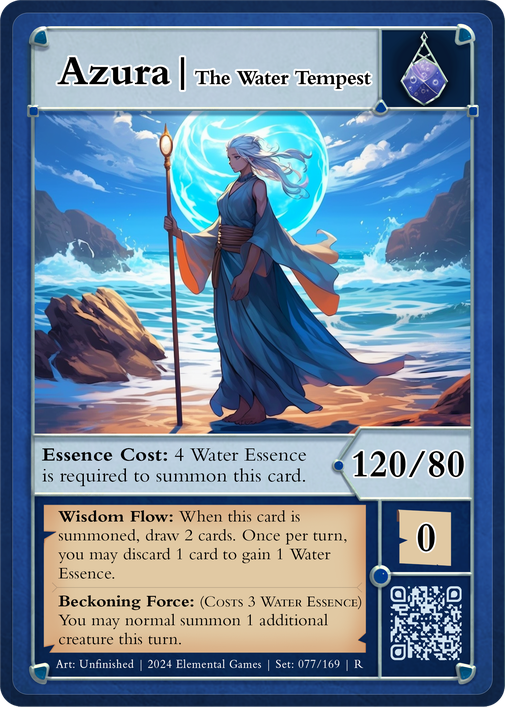 Azura | The Water Tempest
Essence Cost: 4 Water Essence
is required to summon this card.
120/80
Wisdom Flow: When this card is
summoned, draw 2 cards. Once per turn,
you may discard 1 card to gain 1 Water
Essence.
0
Beckoning Force: (Costs 3 Water Essence)
You may normal summon 1 additional
creature this turn.
Art: Unfinished | 2024 Elemental Games | Set: 077/169 | R